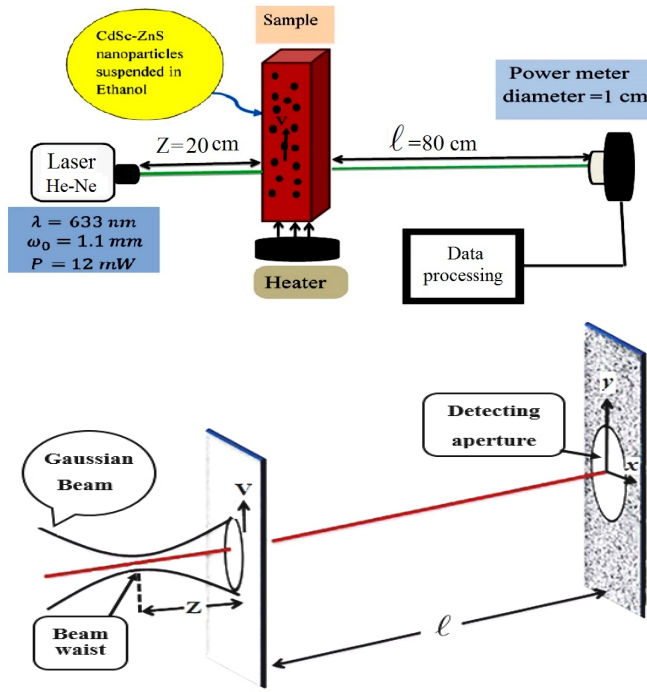 CdSe-ZnS
nanoparticles
suspended in
Ethanol
Sample
Power meter
diameter =1 cm
V
Z=20 cm
ℓ =80 cm
Laser
He-Ne
λ = 633 nm
ω₀ = 1.1 mm
P = 12 mW
Heater
Data
processing
Detecting
aperture
y
x
Gaussian
Beam
V
Z
Beam
waist
ℓ